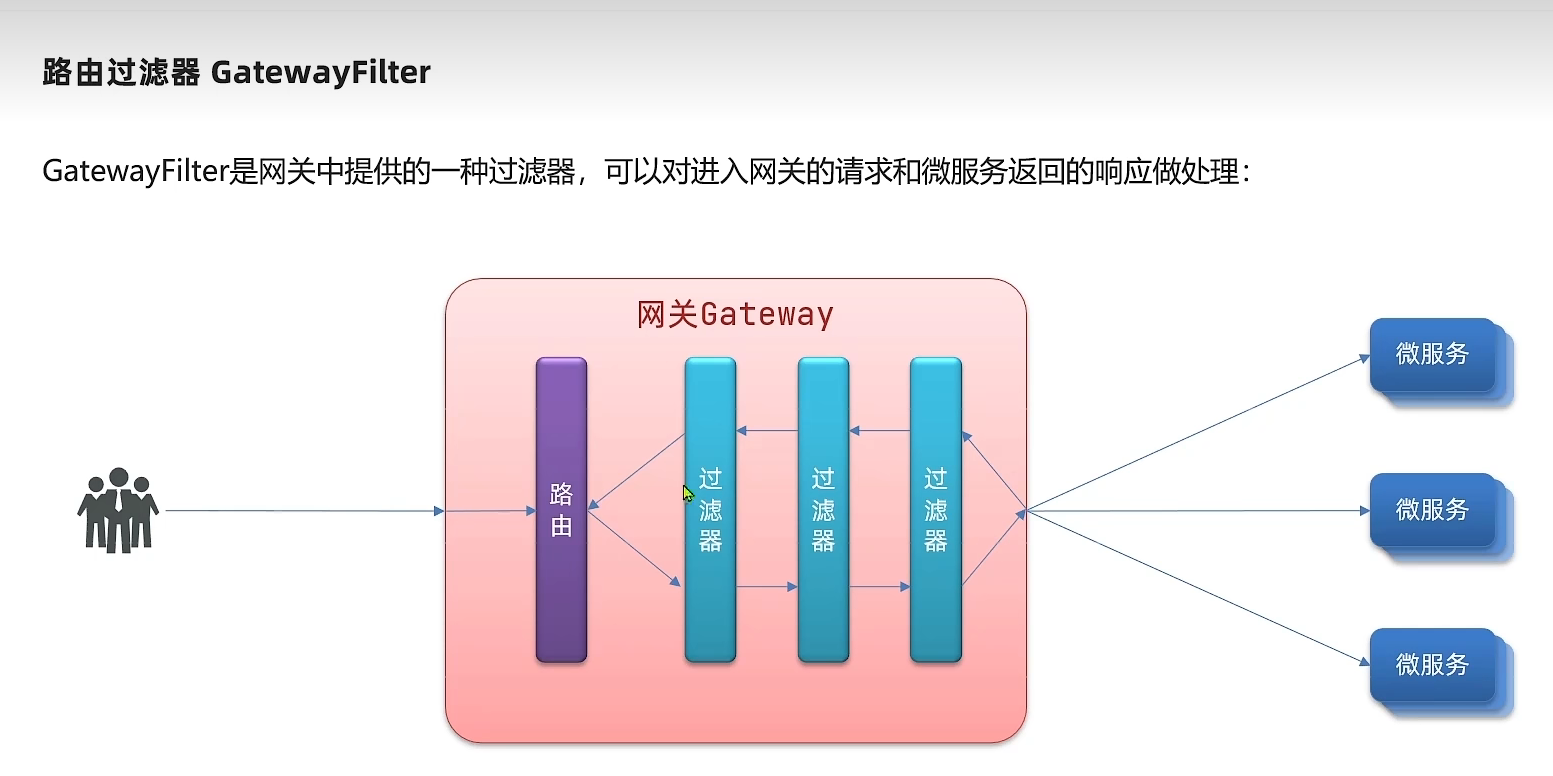 路由过滤器 GatewayFilter
GatewayFilter是网关中提供的一种过滤器，可以对进入网关的请求和微服务返回的响应做处理：
网关Gateway
路由
过滤器
过滤器
过滤器
微服务
微服务
微服务